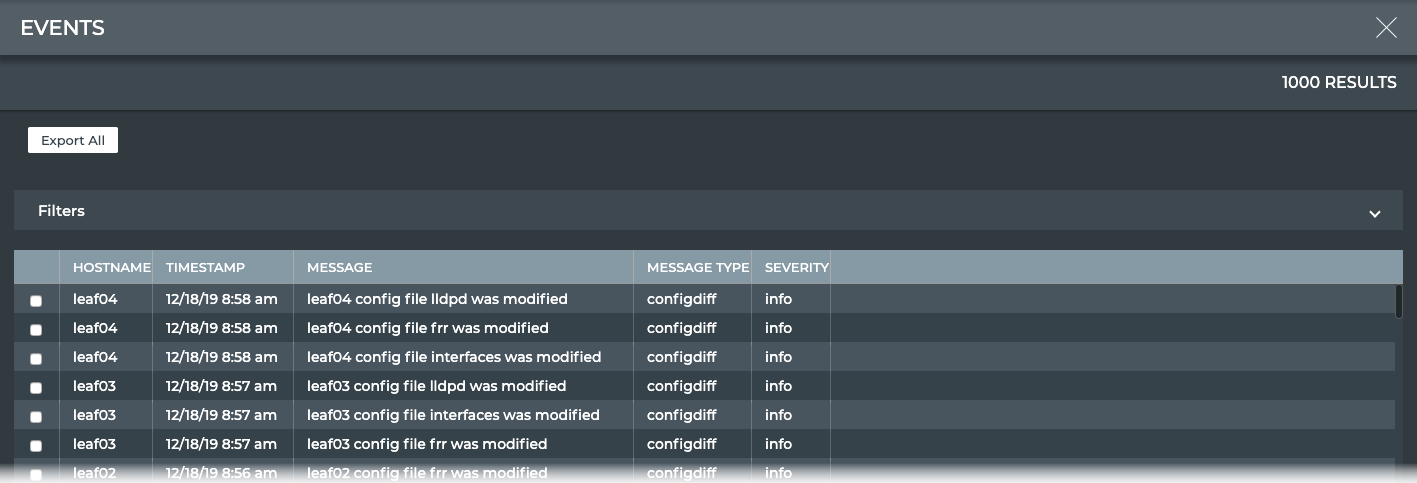 EVENTS
1000 RESULTS
Export All
Filters
HOSTNAME TIMESTAMP MESSAGE MESSAGE TYPE SEVERITY
leaf04 12/18/19 8:58 am leaf04 config file lldpd was modified configdiff info
leaf04 12/18/19 8:58 am leaf04 config file frr was modified configdiff info
leaf04 12/18/19 8:58 am leaf04 config file interfaces was modified configdiff info
leaf03 12/18/19 8:57 am leaf03 config file lldpd was modified configdiff info
leaf03 12/18/19 8:57 am leaf03 config file interfaces was modified configdiff info
leaf03 12/18/19 8:57 am leaf03 config file frr was modified configdiff info
leaf02 12/18/19 8:56 am leaf02 config file frr was modified configdiff info